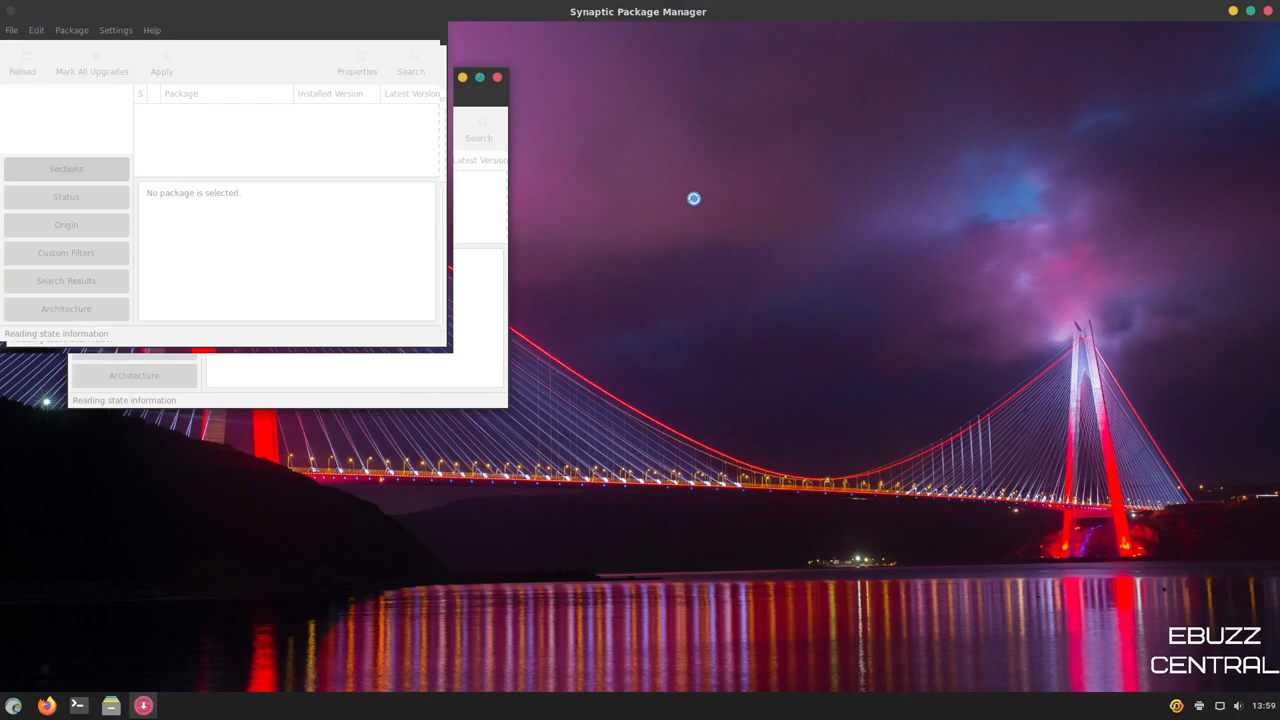 Synaptic Package Manager
File Edit Package Settings Help
Reload Mark All Upgrades Apply Properties Search
S Package Installed Version Latest Version
Sections
Status
Origin
Custom Filters
Search Results
Architecture
No package is selected.
Reading state information
Search
Latest Version
Architecture
Reading state information
EBUZZ
CENTRAL
13:59